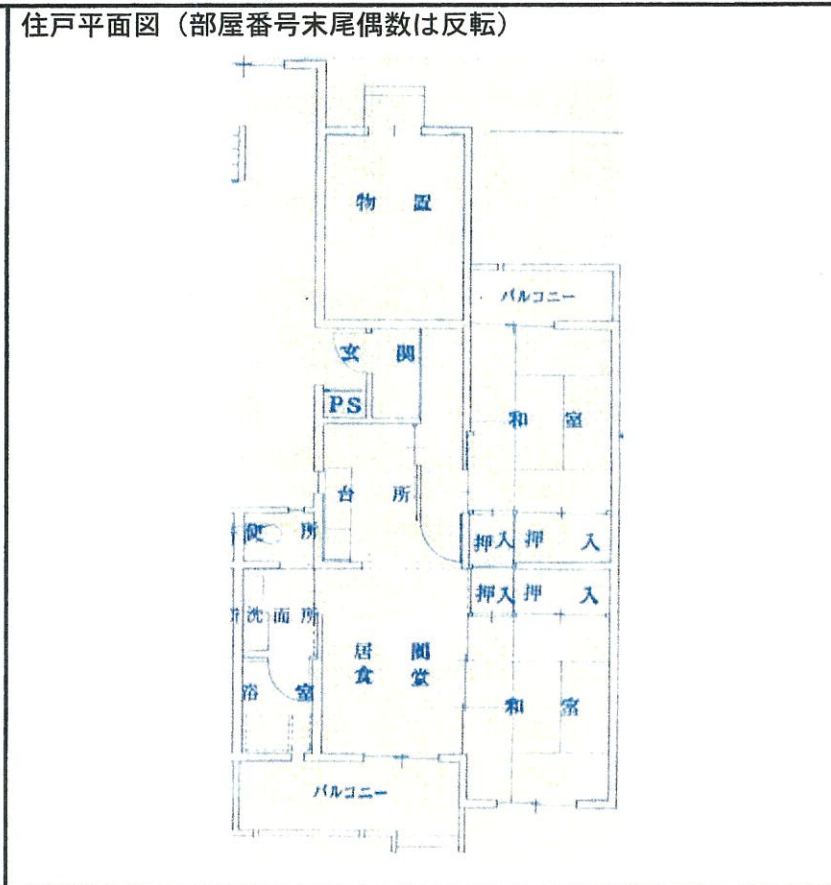 住戸平面図（部屋番号末尾偶数は反転）
物 置
バルコニー
玄 関
PS
和 室
台 所
便 所
押入 押 入
押入 押 入
洗面所
居 間
食 堂
浴 室
和 室
バルコニー